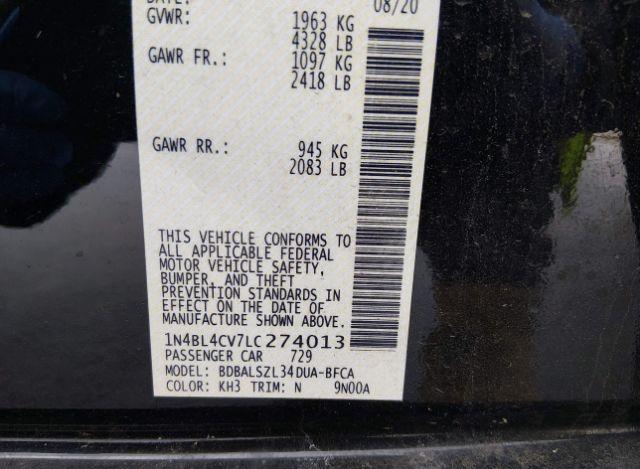 DATE: 08/20
GVWR: 1963 KG
4328 LB
GAWR FR.: 1097 KG
2418 LB
GAWR RR.: 945 KG
2083 LB
THIS VEHICLE CONFORMS TO
ALL APPLICABLE FEDERAL
MOTOR VEHICLE SAFETY,
BUMPER, AND THEFT
PREVENTION STANDARDS IN
EFFECT ON THE DATE OF
MANUFACTURE SHOWN ABOVE.
1N4BL4CV7LC274013
PASSENGER CAR 729
MODEL: BDBALSZL34DUA-BFCA
COLOR: KH3 TRIM: N 9N00A